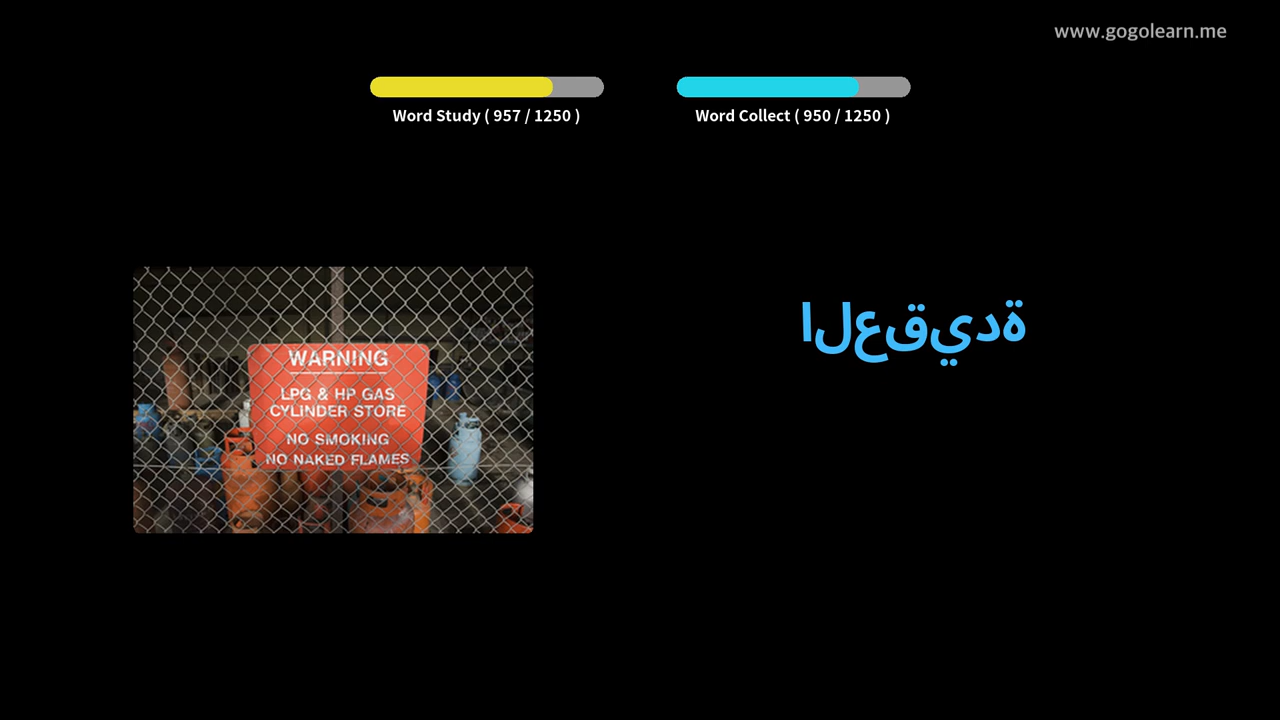 www.gogolearn.me
Word Study ( 957 / 1250 )
Word Collect ( 950 / 1250 )
العقيدة
WARNING
LPG & HP GAS
CYLINDER STORE
NO SMOKING
NO NAKED FLAMES